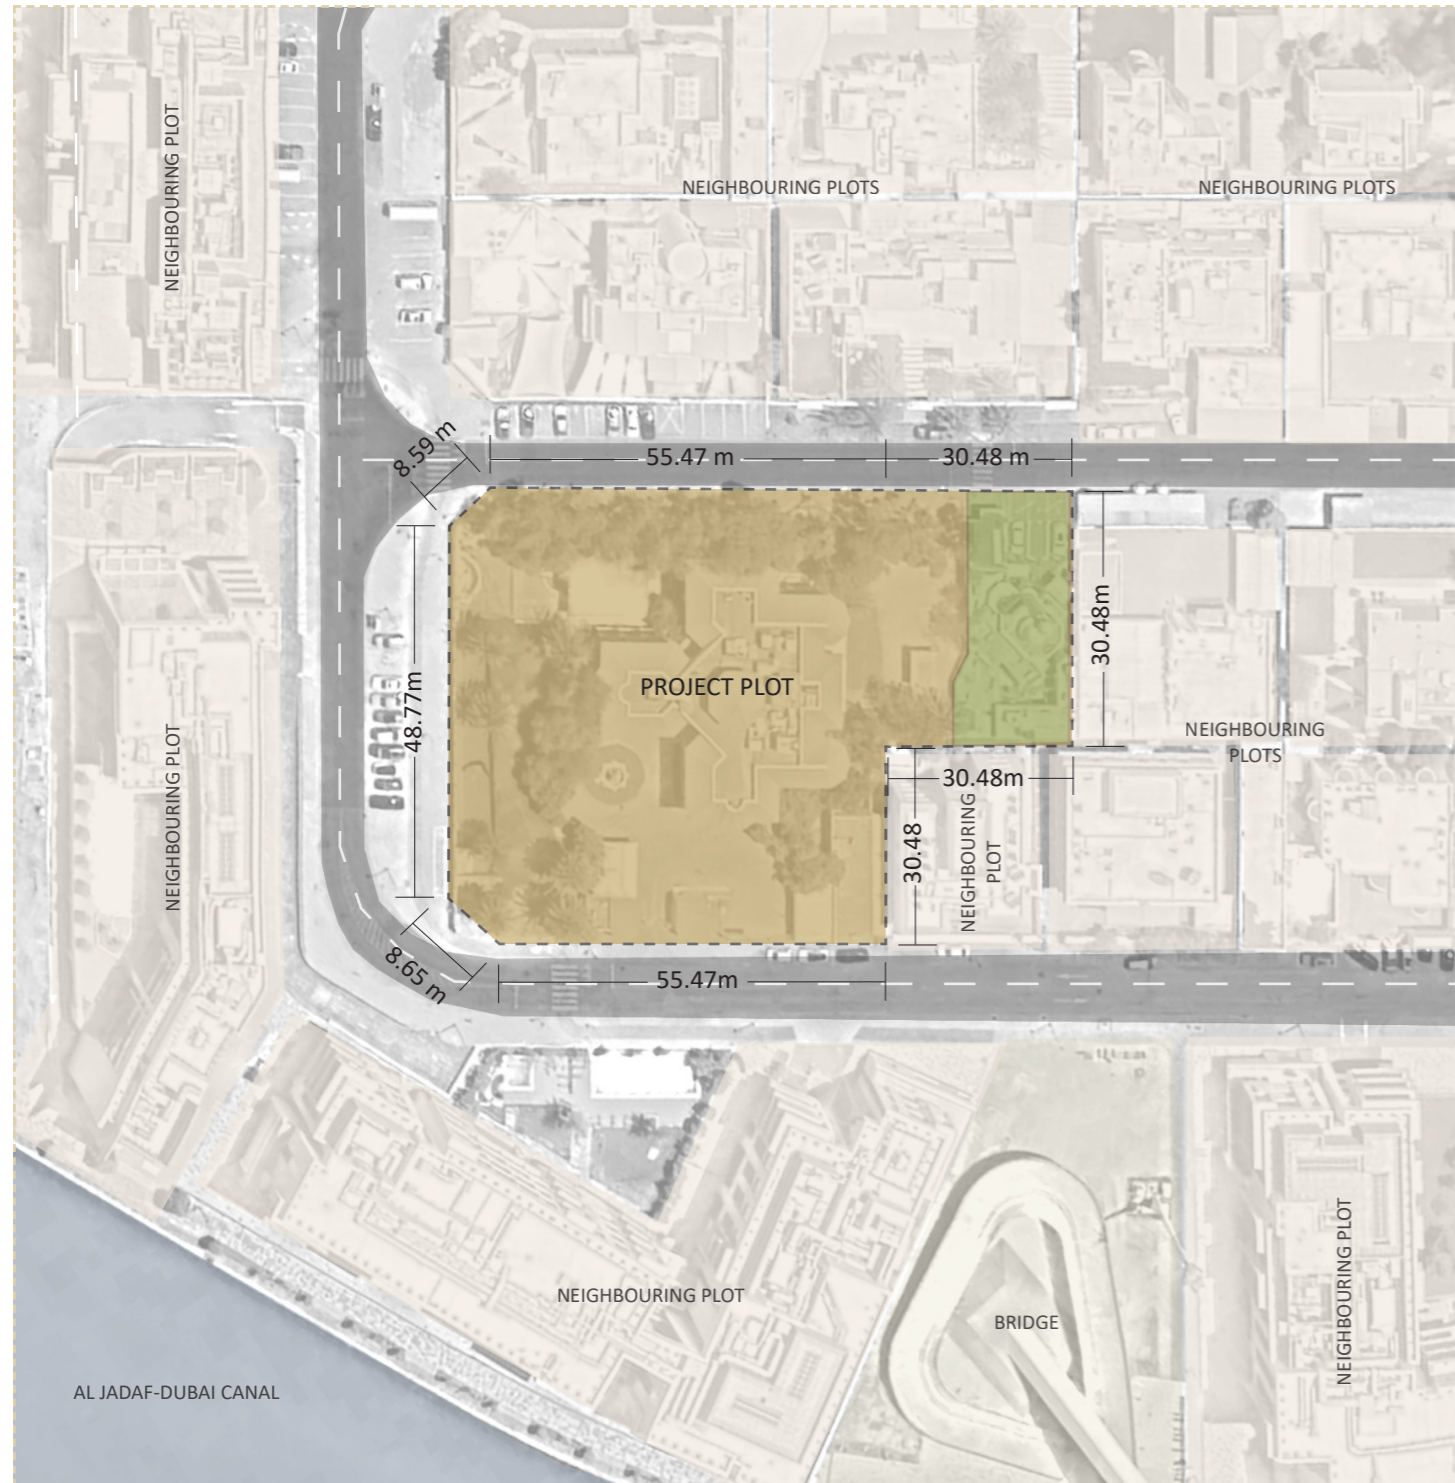 NEIGHBOURING PLOT
NEIGHBOURING PLOTS
NEIGHBOURING PLOTS
8.59 m
55.47 m
30.48 m
48.77m
PROJECT PLOT
30.48m
NEIGHBOURING PLOT
NEIGHBOURING
PLOTS
30.48m
30.48
NEIGHBOURING
PLOT
8.65 m
55.47m
NEIGHBOURING PLOT
BRIDGE
NEIGHBOURING PLOT
AL JADAF-DUBAI CANAL